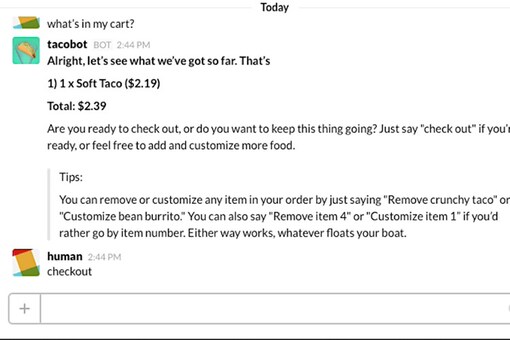 Today
what's in my cart?
tacobot BOT 2:44 PM
Alright, let's see what we've got so far. That's
1) 1 x Soft Taco ($2.19)
Total: $2.39
Are you ready to check out, or do you want to keep this thing going? Just say "check out" if you'r
ready, or feel free to add and customize more food.
Tips:
You can remove or customize any item in your order by just saying "Remove crunchy taco" or
"Customize bean burrito." You can also say "Remove item 4" or "Customize item 1" if you'd
rather go by item number. Either way works, whatever floats your boat.
human 2:44 PM
checkout